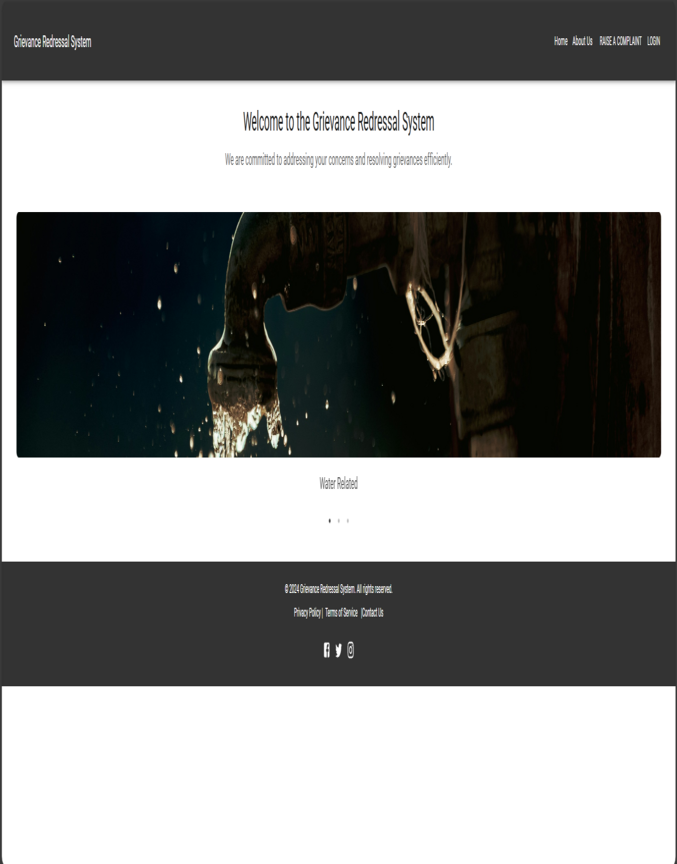 Grievance Redressal System
Home About Us RAISE A COMPLAINT LOGIN
Welcome to the Grievance Redressal System
We are committed to addressing your concerns and resolving grievances efficiently.
Water Related
© 2024 Grievance Redressal System. All rights reserved.
Privacy Policy | Terms of Service |Contact Us